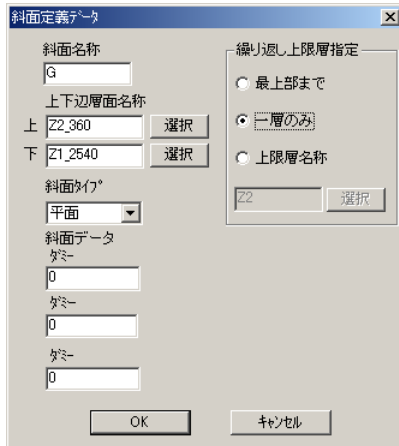 斜面定義ﾃﾞｰﾀ
斜面名称
G
上下辺層面名称
上 Z2_360 選択
下 Z1_2540 選択
斜面ﾀｲﾌﾟ
平面
斜面データ
ﾀﾞﾐｰ
0
ﾀﾞﾐｰ
0
ﾀﾞﾐｰ
0
繰り返し上限層指定
最上部まで
一層のみ
上限層名称
Z2 選択
OK ｷｬﾝｾﾙ